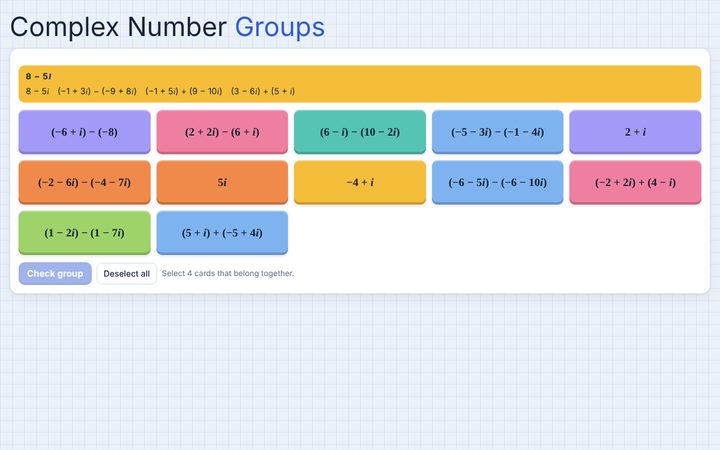 Complex Number Groups
8 − 5i
8 − 5i (−1 + 3i) − (−9 + 8i) (−1 + 5i) + (9 − 10i) (3 − 6i) + (5 + i)
(−6 + i) − (−8) (2 + 2i) − (6 + i) (6 − i) − (10 − 2i) (−5 − 3i) − (−1 − 4i) 2 + i
(−2 − 6i) − (−4 − 7i) 5i −4 + i (−6 − 5i) − (−6 − 10i) (−2 + 2i) + (4 − i)
(1 − 2i) − (1 − 7i) (5 + i) + (−5 + 4i)
Check group Deselect all Select 4 cards that belong together.